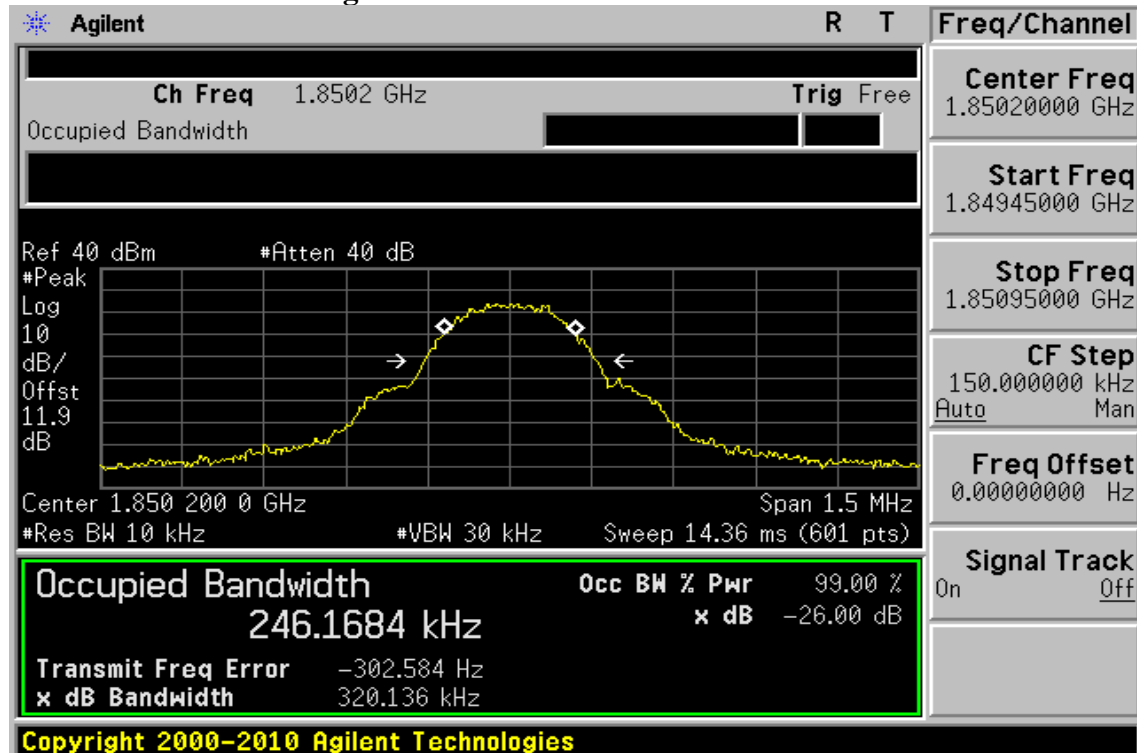 Agilent R T Freq/Channel
Ch Freq 1.8502 GHz Trig Free
Occupied Bandwidth
Center Freq
1.85020000 GHz
Start Freq
1.84945000 GHz
Stop Freq
1.85095000 GHz
CF Step
150.000000 kHz
Auto Man
Freq Offset
0.00000000 Hz
Signal Track
On Off
Ref 40 dBm #Atten 40 dB
#Peak
Log
10
dB/
Offst
11.9
dB
Center 1.850 200 0 GHz Span 1.5 MHz
#Res BW 10 kHz #VBW 30 kHz Sweep 14.36 ms (601 pts)
Occupied Bandwidth Occ BW % Pwr 99.00 %
246.1684 kHz x dB -26.00 dB
Transmit Freq Error -302.584 Hz
x dB Bandwidth 320.136 kHz
Copyright 2000-2010 Agilent Technologies